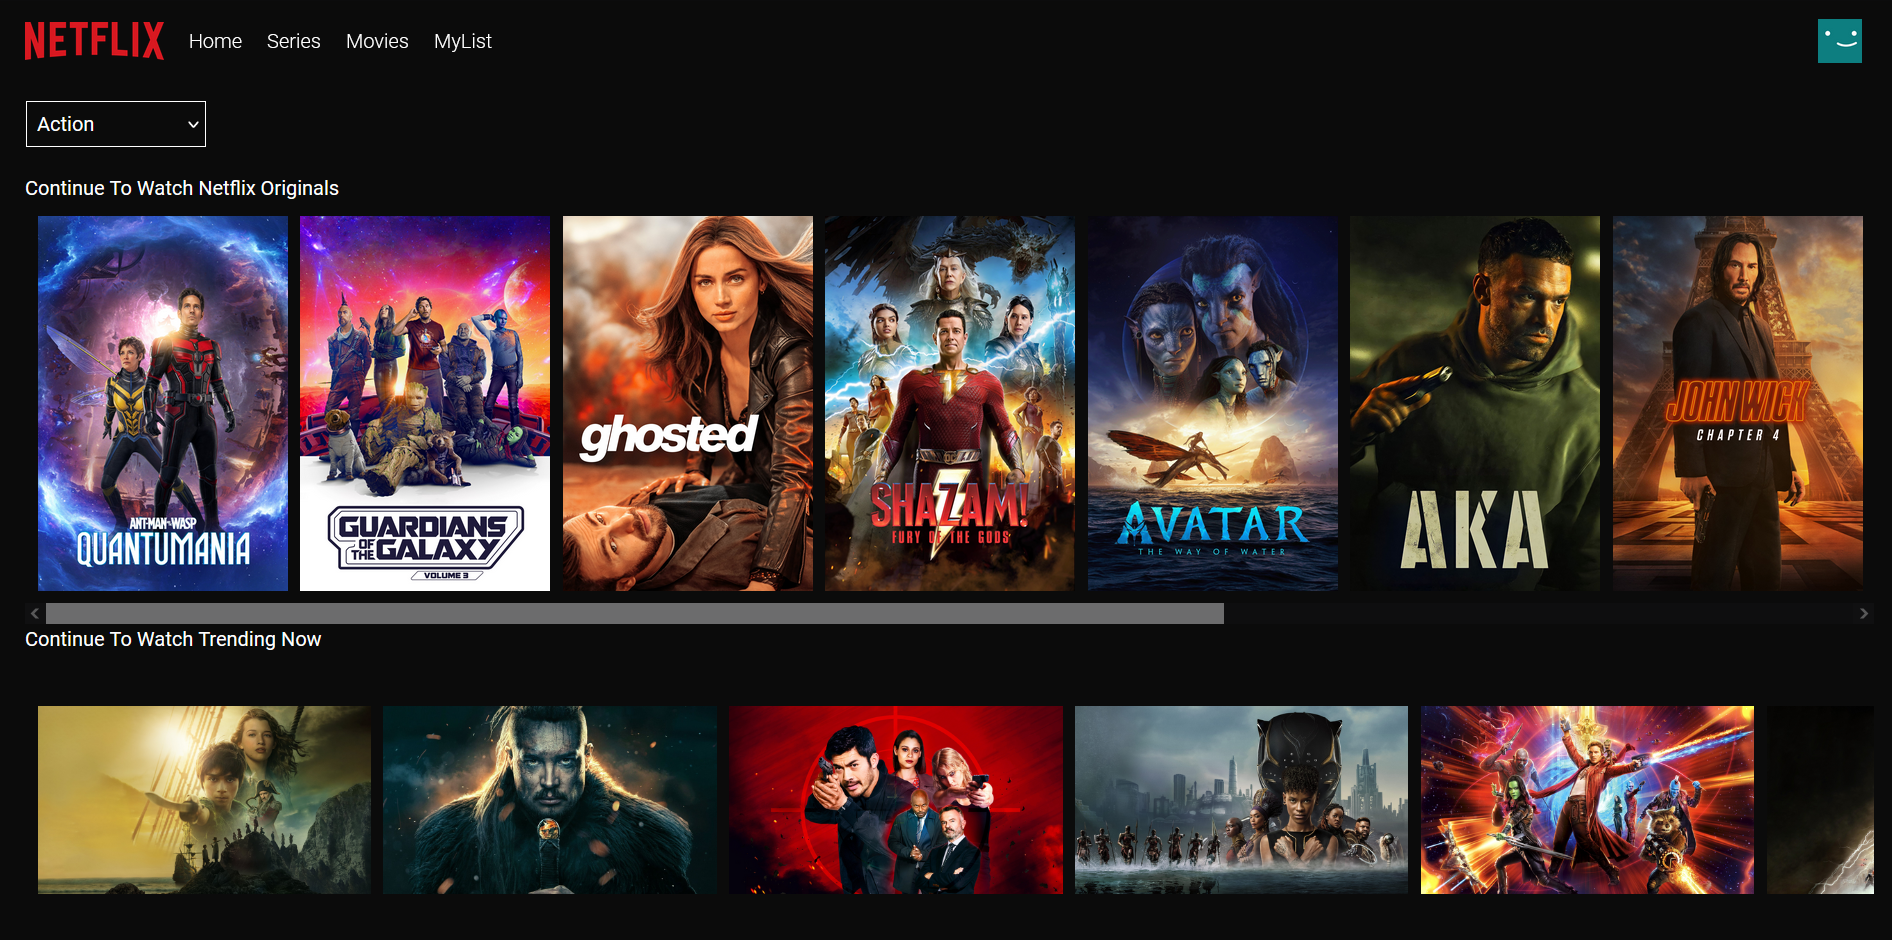 NETFLIX Home Series Movies MyList
Action
Continue To Watch Netflix Originals
ANT-MAN AND THE WASP
QUANTUMANIA
GUARDIANS
OF THE GALAXY
VOLUME 3
ghosted
DC
SHAZAM!
FURY OF THE GODS
AVATAR
THE WAY OF WATER
AKA
JOHN WICK
CHAPTER 4
Continue To Watch Trending Now